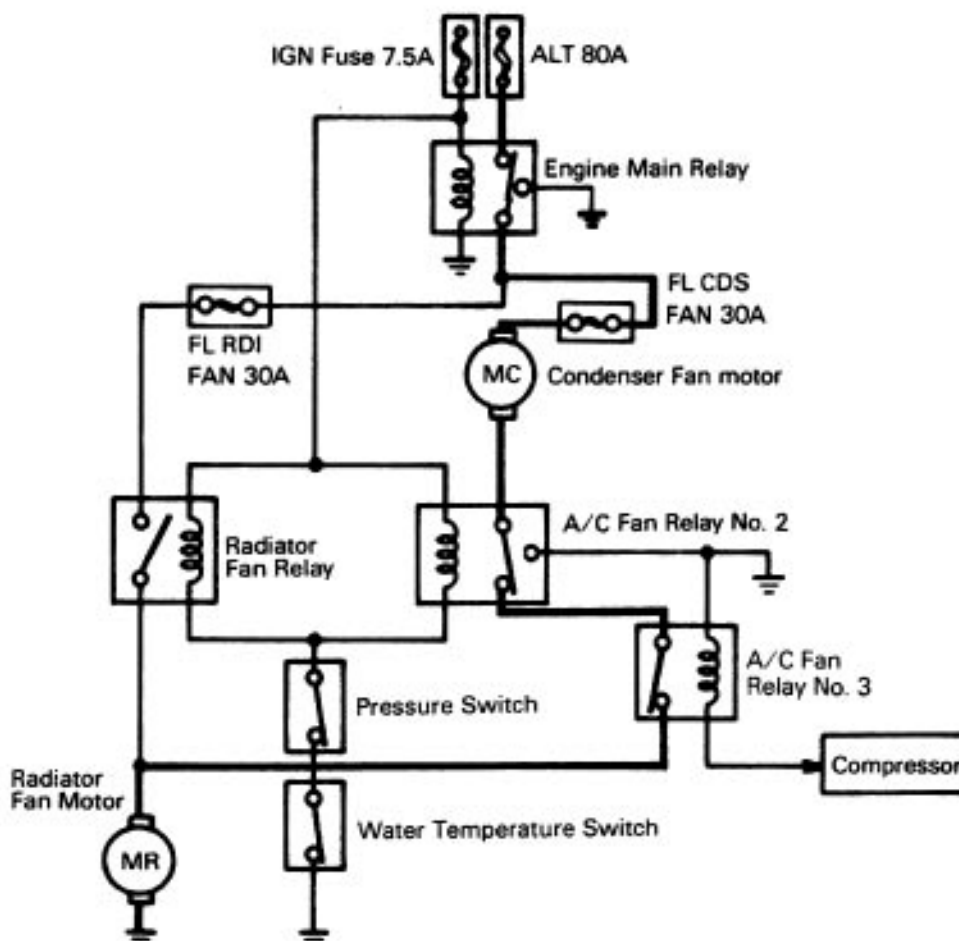 IGN Fuse 7.5A
ALT 80A
Engine Main Relay
FL CDS
FAN 30A
FL RDI
FAN 30A
MC
Condenser Fan motor
A/C Fan Relay No. 2
Radiator
Fan Relay
A/C Fan
Relay No. 3
Pressure Switch
Compressor
Radiator
Fan Motor
Water Temperature Switch
MR